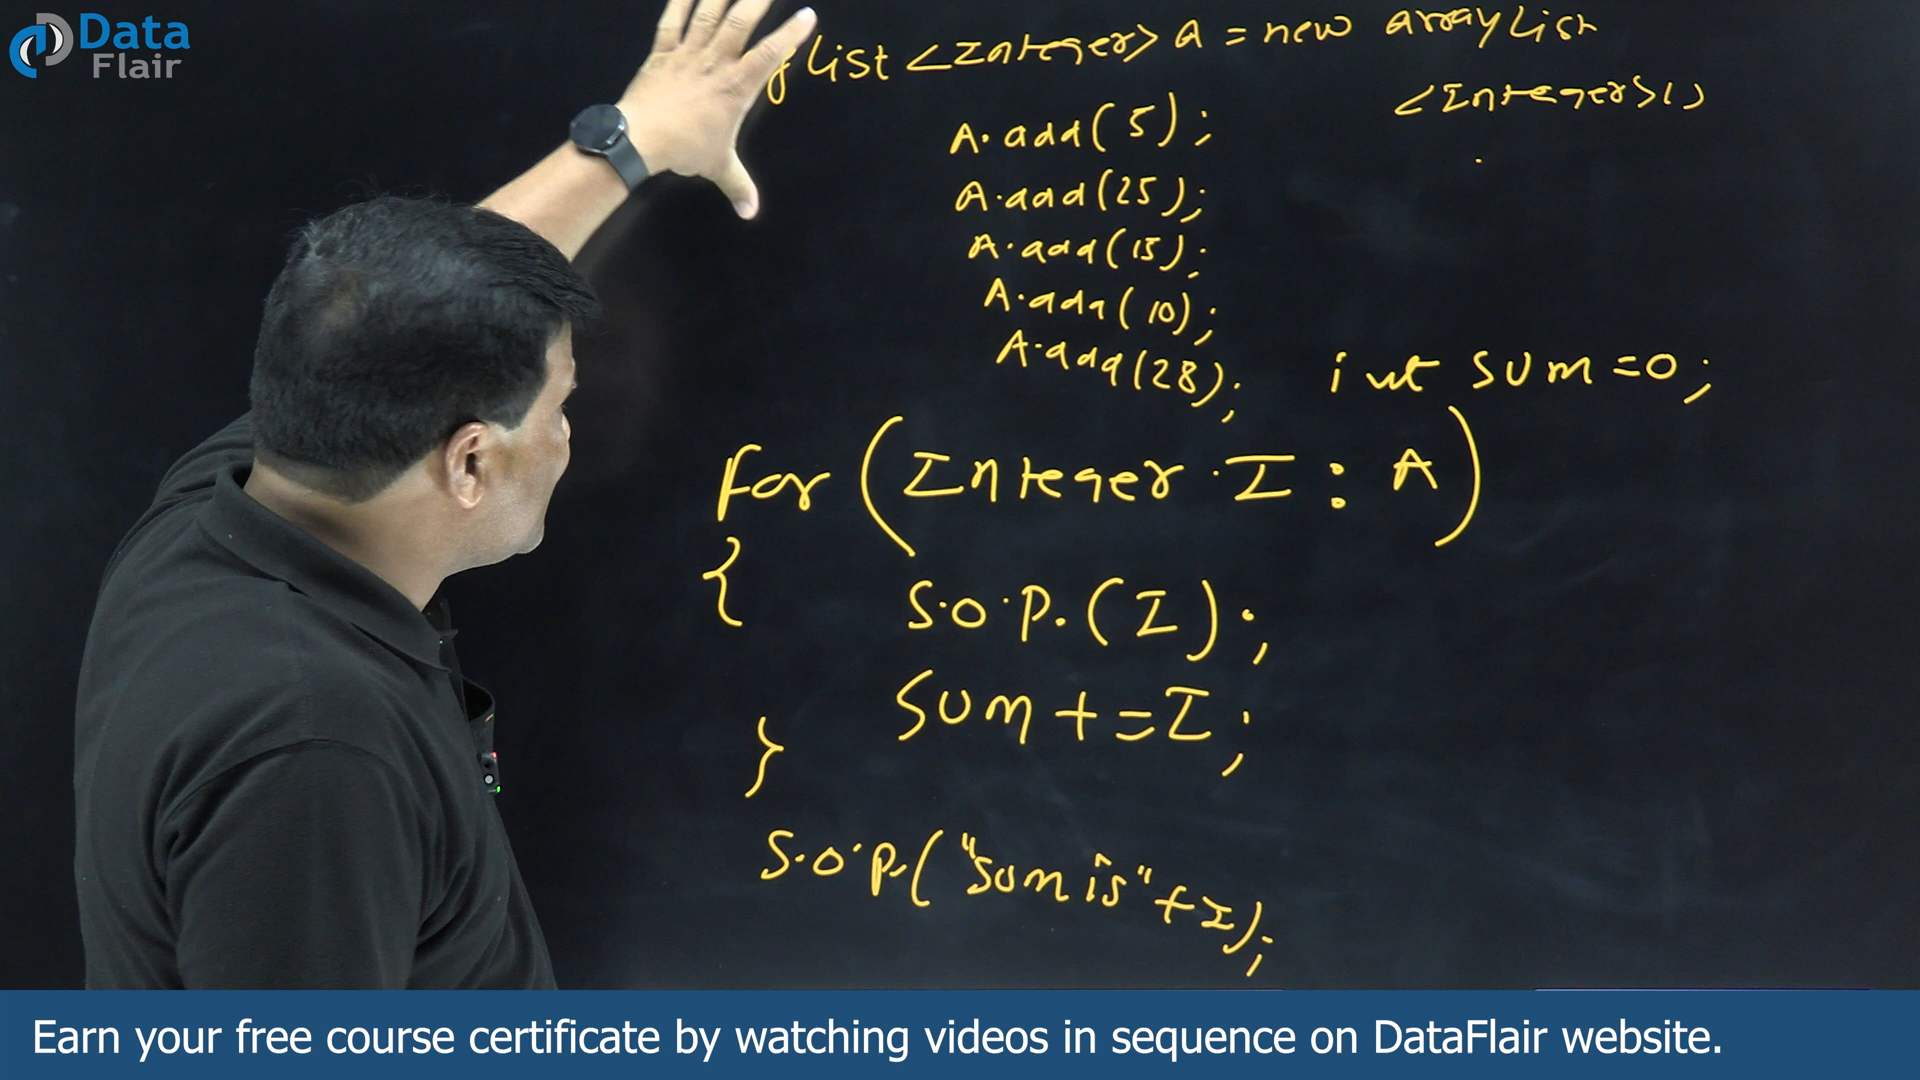 Data
Flair
List <Integer> A = new arrayList
<Integer>()
A.add(5);
A.add(25);
A.add(15);
A.add(10);
A.add(28);
int sum=0;
For (Integer I : A)
{
S.O.P.(I);
Sum+=I;
}
S.O.P.("Sum is"+I);
Earn your free course certificate by watching videos in sequence on DataFlair website.